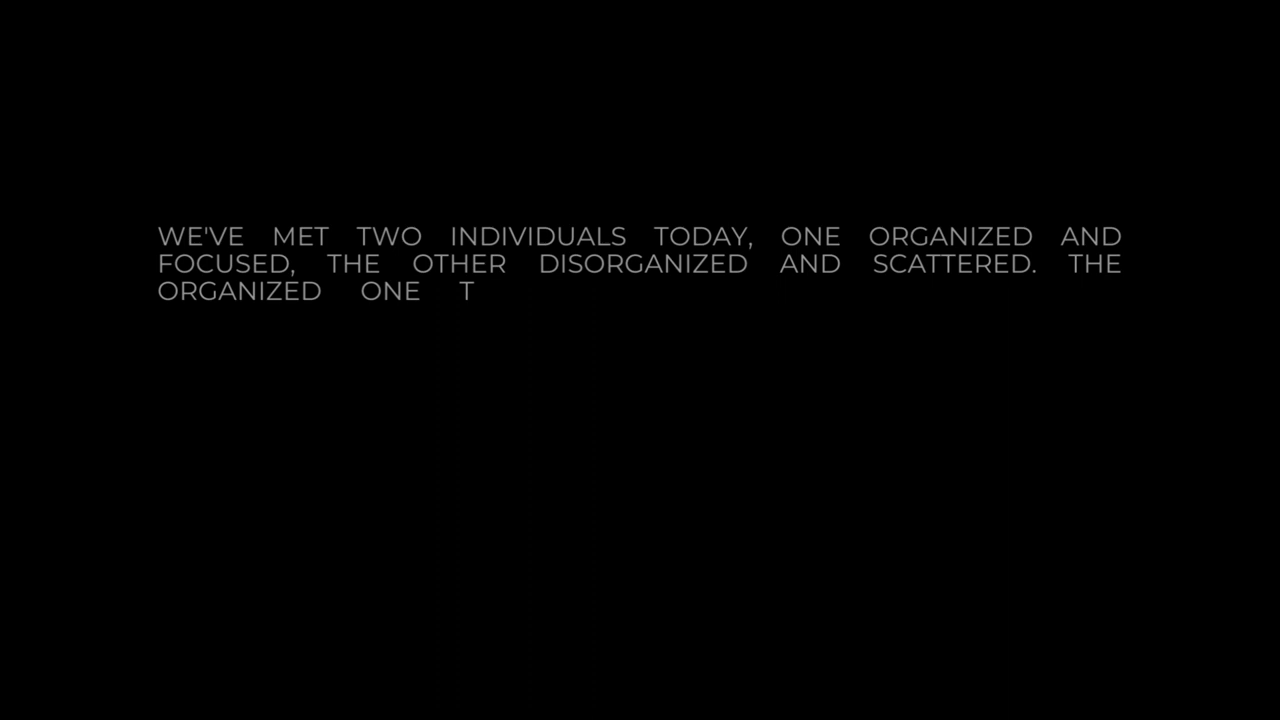 WE'VE MET TWO INDIVIDUALS TODAY, ONE ORGANIZED AND
FOCUSED, THE OTHER DISORGANIZED AND SCATTERED. THE
ORGANIZED ONE T